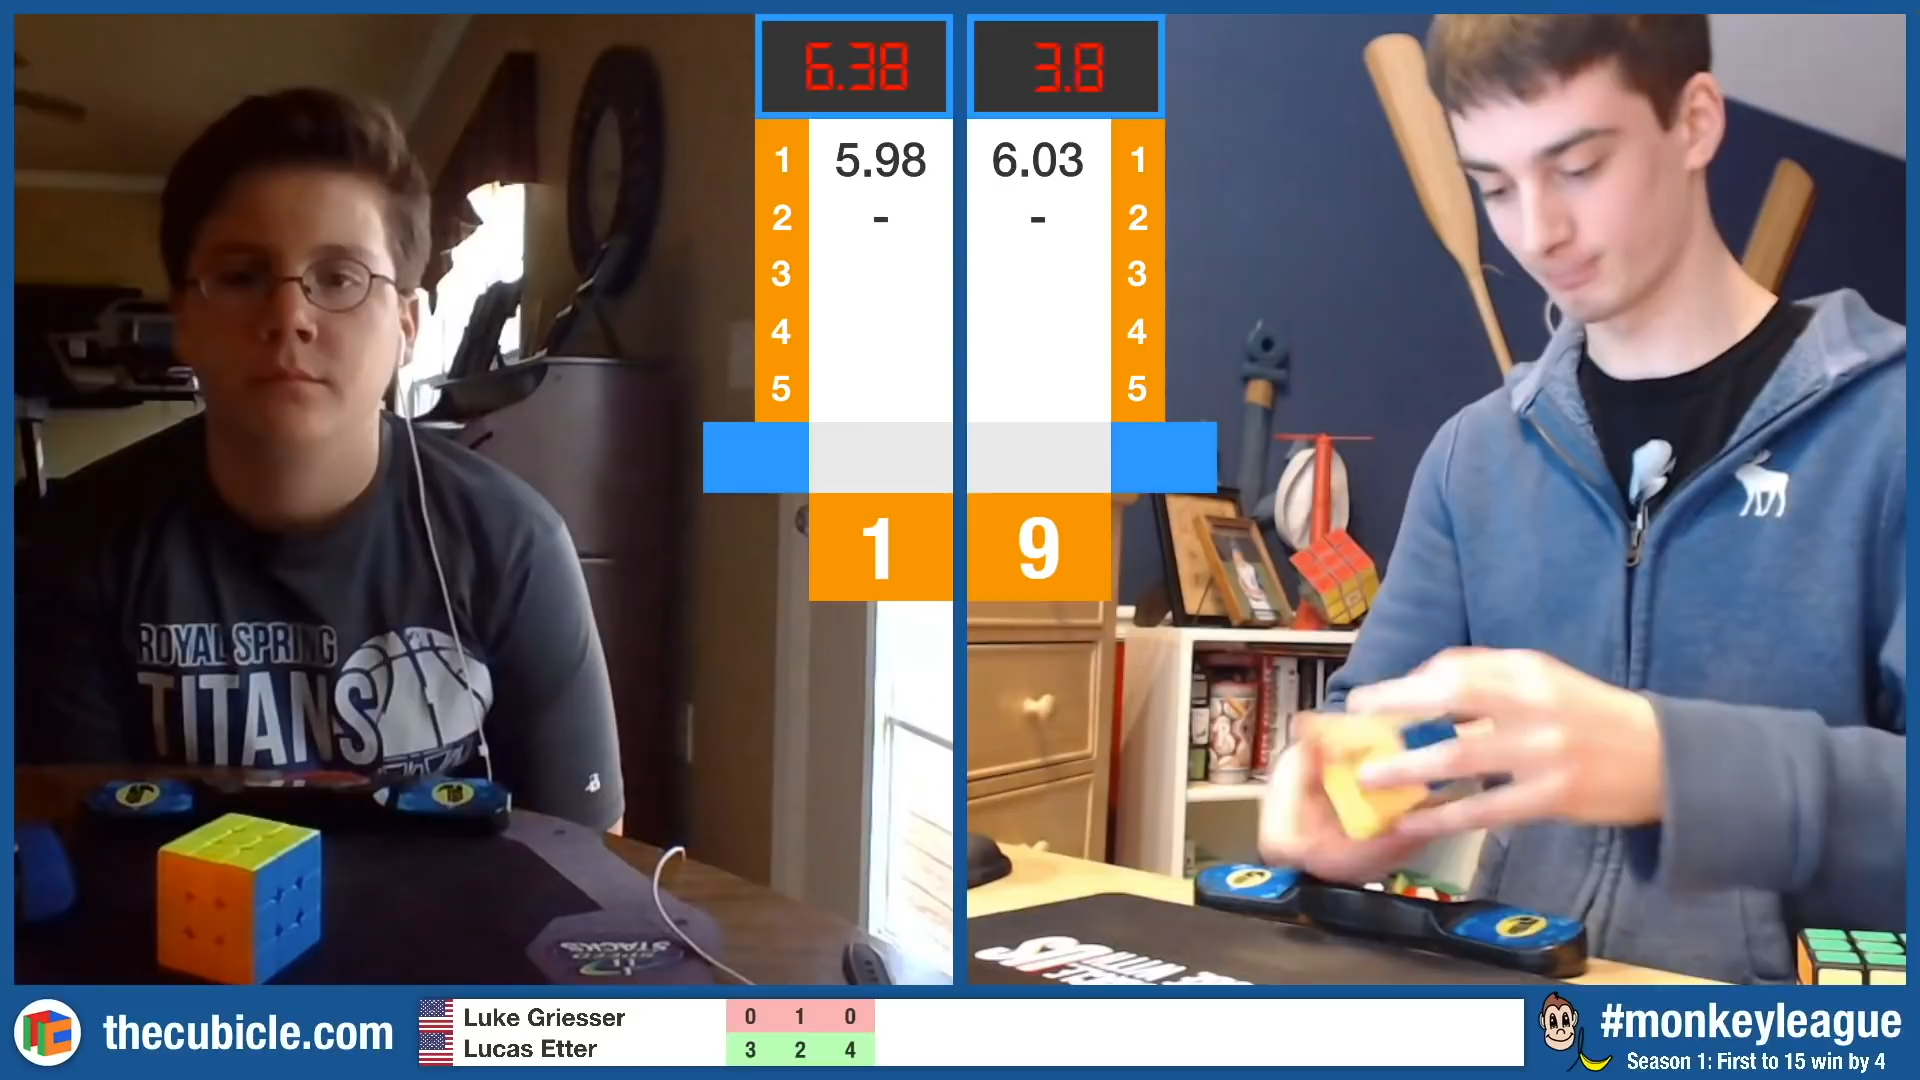 6.38
3.8
1 5.98 6.03 1
2 - - 2
3 3
4 4
5 5
1 9
ROYAL SPRING
TITANS
SPEED
STACKS
thecubicle.com
Luke Griesser 0 1 0
Lucas Etter 3 2 4
#monkeyleague
Season 1: First to 15 win by 4